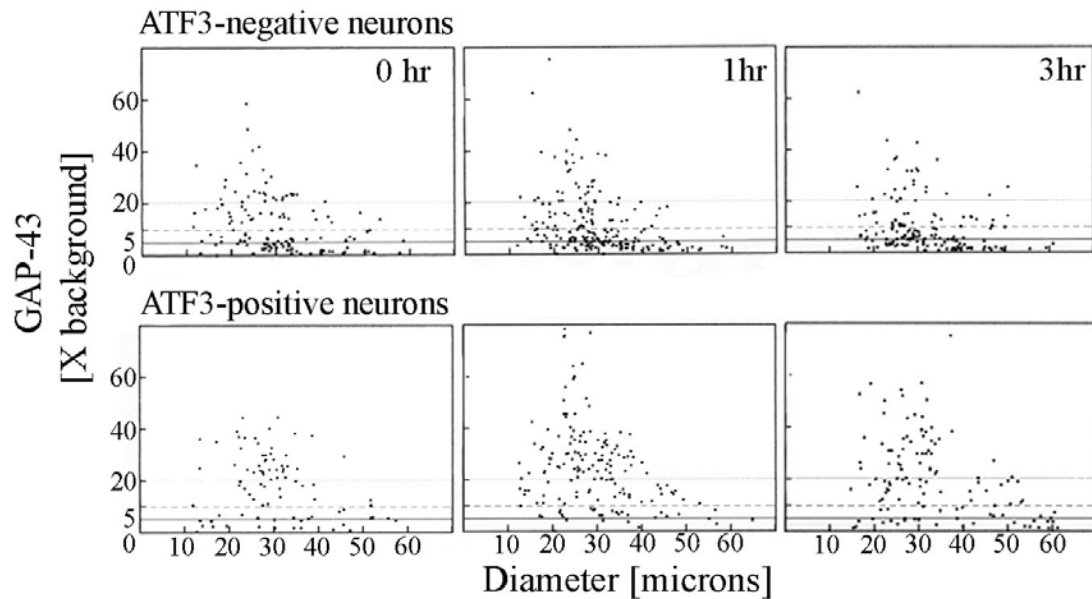 ATF3-negative neurons
0 hr
1hr
3hr
60
40
20
5
0
GAP-43
[X background]
ATF3-positive neurons
60
40
20
5
0
10 20 30 40 50 60
10 20 30 40 50 60
10 20 30 40 50 60
Diameter [microns]